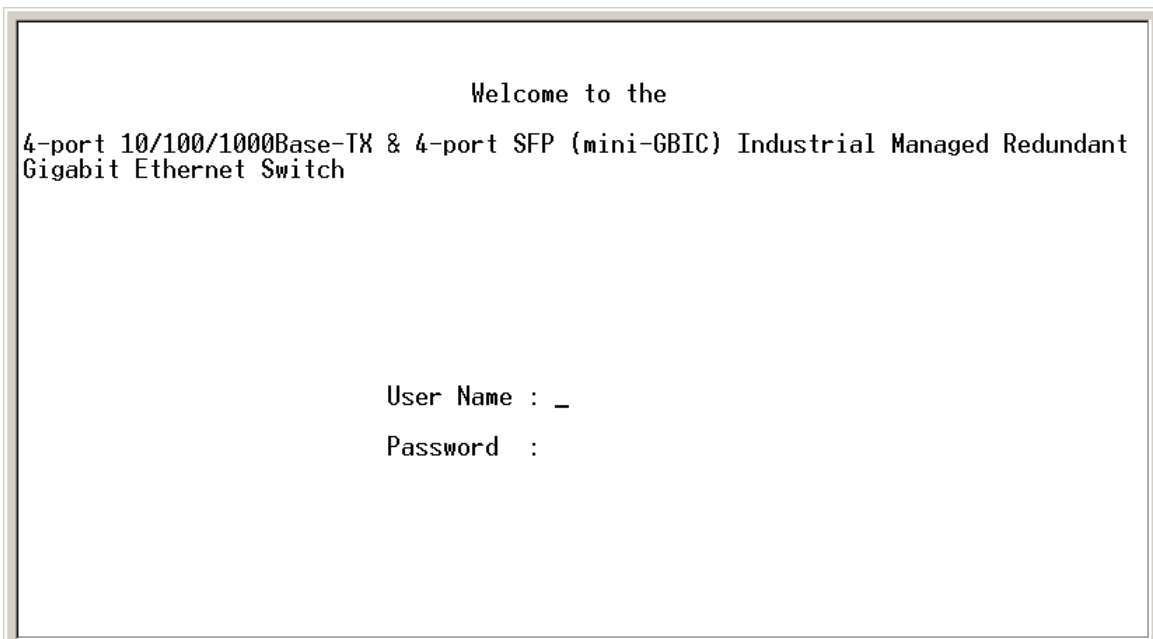 Welcome to the
4-port 10/100/1000Base-TX & 4-port SFP (mini-GBIC) Industrial Managed Redundant
Gigabit Ethernet Switch
User Name : _
Password :